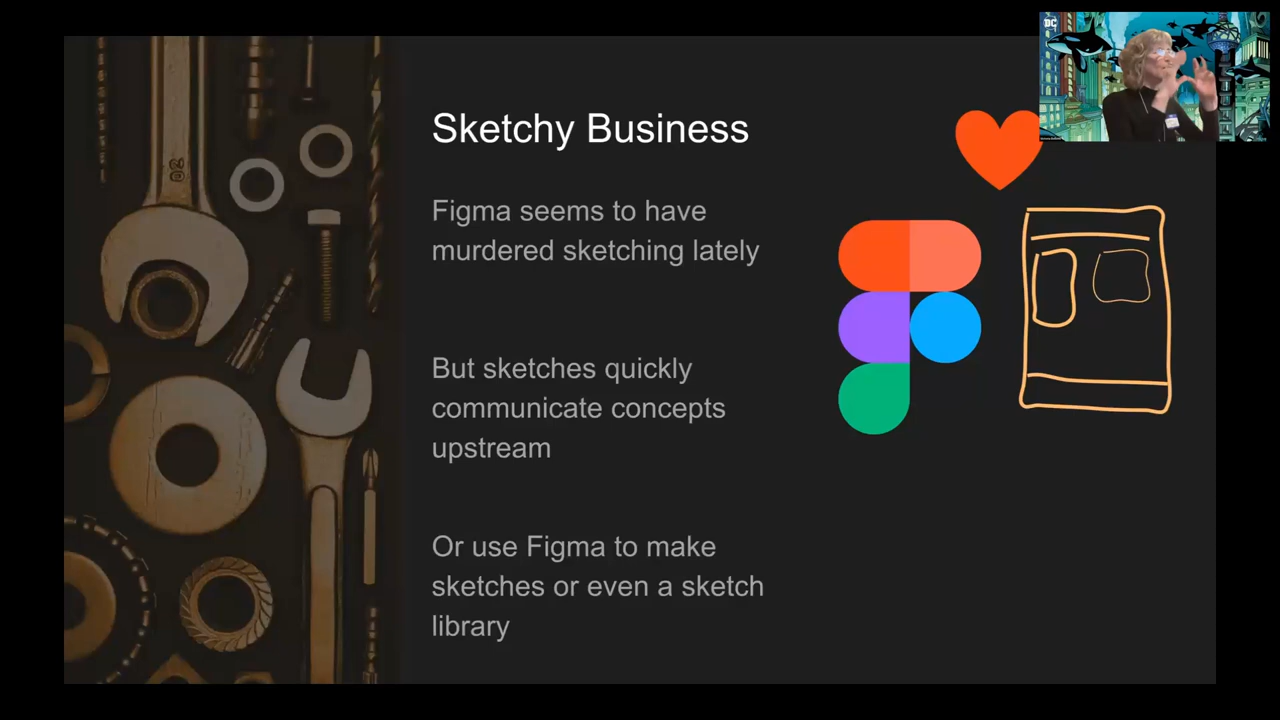 DC
Sketchy Business
Figma seems to have
murdered sketching lately
But sketches quickly
communicate concepts
upstream
Or use Figma to make
sketches or even a sketch
library